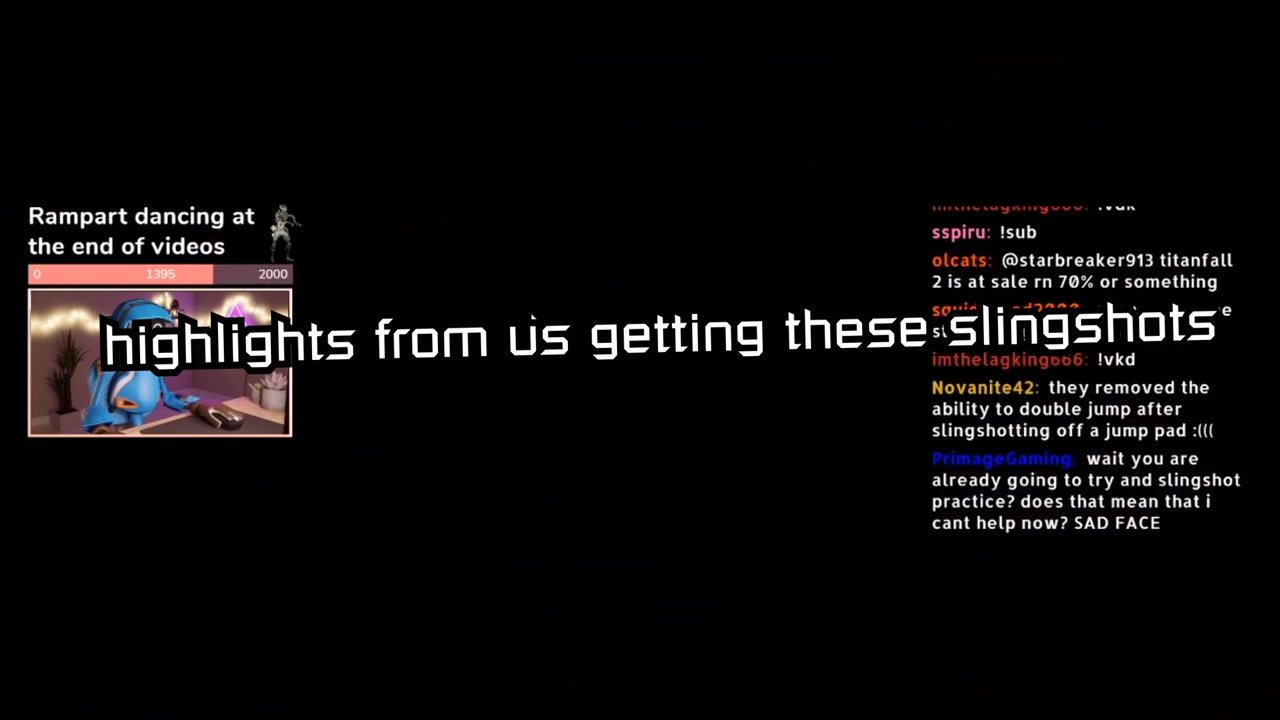 Rampart dancing at
the end of videos
0 1395 2000
highlights from us getting these slingshots
sspiru: !sub
olcats: @starbreaker913 titanfall
2 is at sale rn 70% or something
imthelagking666: !vkd
Novanite42: they removed the
ability to double jump after
slingshotting off a jump pad :(((
PrimageGaming: wait you are
already going to try and slingshot
practice? does that mean that i
cant help now? SAD FACE